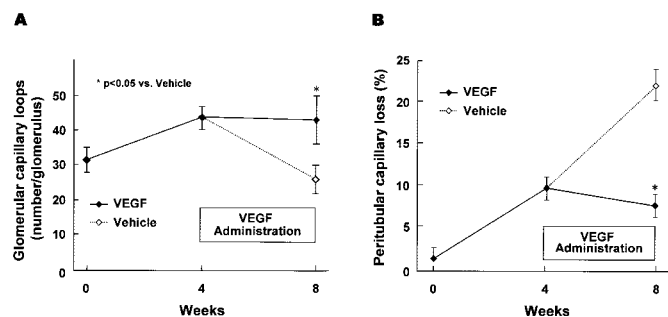 A
B
* p<0.05 vs. Vehicle
Glomerular capillary loops
(number/glomerulus)
50
40
30
20
10
0
*
VEGF
Vehicle
VEGF
Administration
0
4
8
Weeks
Peritubular capillary loss (%)
25
20
15
10
5
0
VEGF
Vehicle
*
VEGF
Administration
0
4
8
Weeks